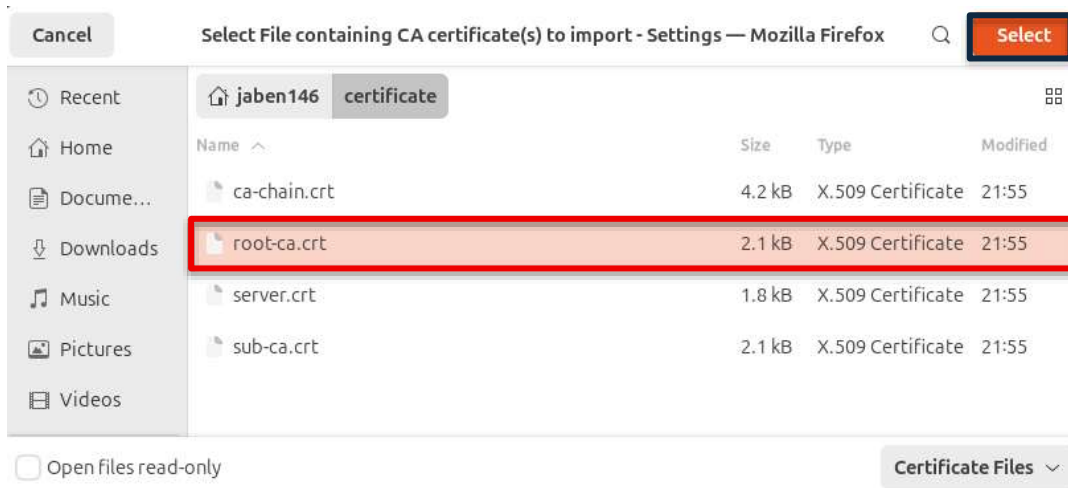 Cancel Select File containing CA certificate(s) to import - Settings — Mozilla Firefox Select
Recent
Home
Docume...
Downloads
Music
Pictures
Videos
jaben146 certificate
Name Size Type Modified
ca-chain.crt 4.2 kB X.509 Certificate 21:55
root-ca.crt 2.1 kB X.509 Certificate 21:55
server.crt 1.8 kB X.509 Certificate 21:55
sub-ca.crt 2.1 kB X.509 Certificate 21:55
Open files read-only Certificate Files